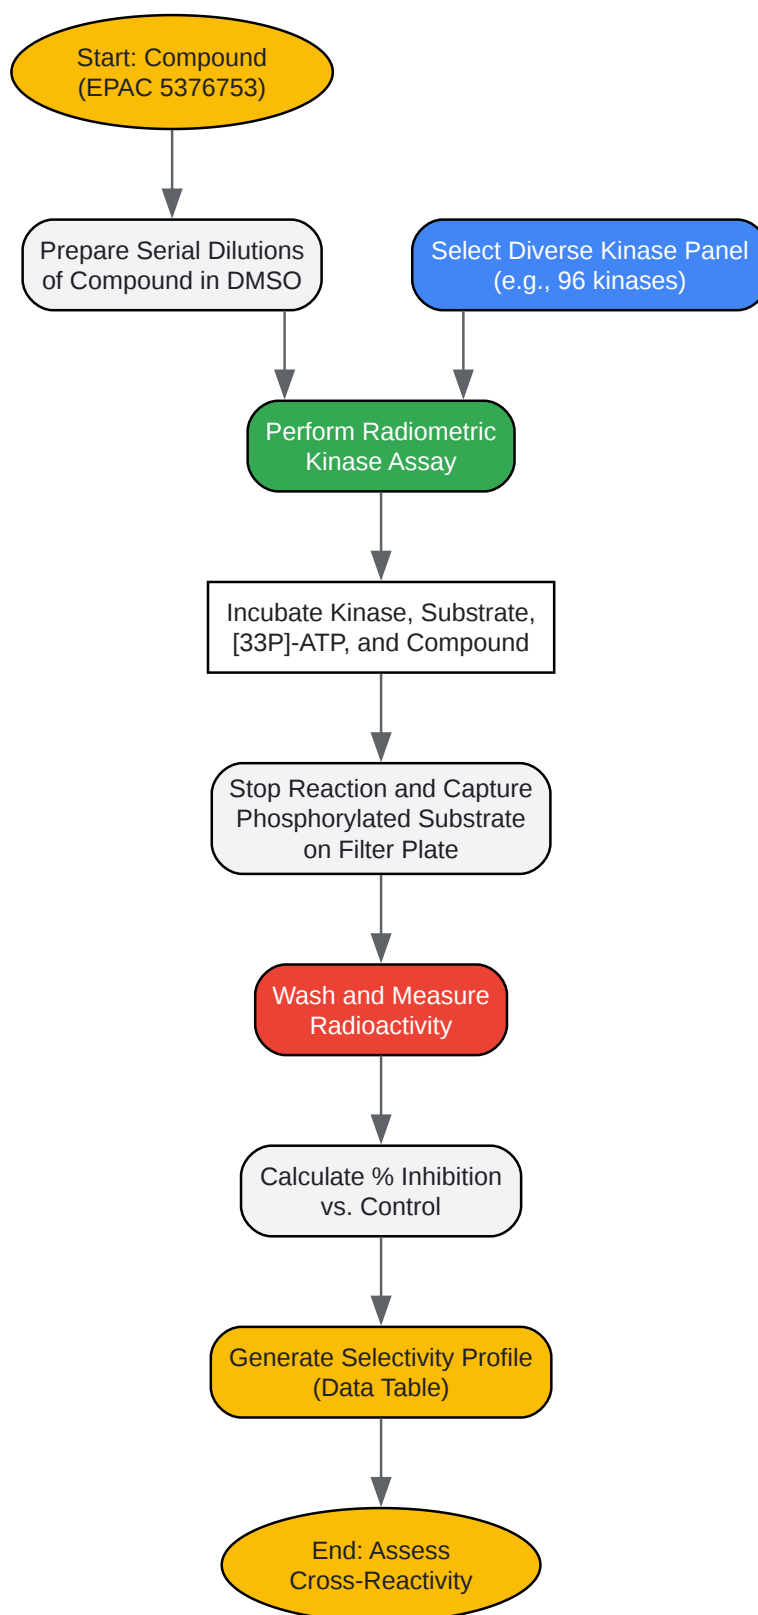 Start: Compound
(EPAC 5376753)
Prepare Serial Dilutions
of Compound in DMSO
Select Diverse Kinase Panel
(e.g., 96 kinases)
Perform Radiometric
Kinase Assay
Incubate Kinase, Substrate,
[33P]-ATP, and Compound
Stop Reaction and Capture
Phosphorylated Substrate
on Filter Plate
Wash and Measure
Radioactivity
Calculate % Inhibition
vs. Control
Generate Selectivity Profile
(Data Table)
End: Assess
Cross-Reactivity